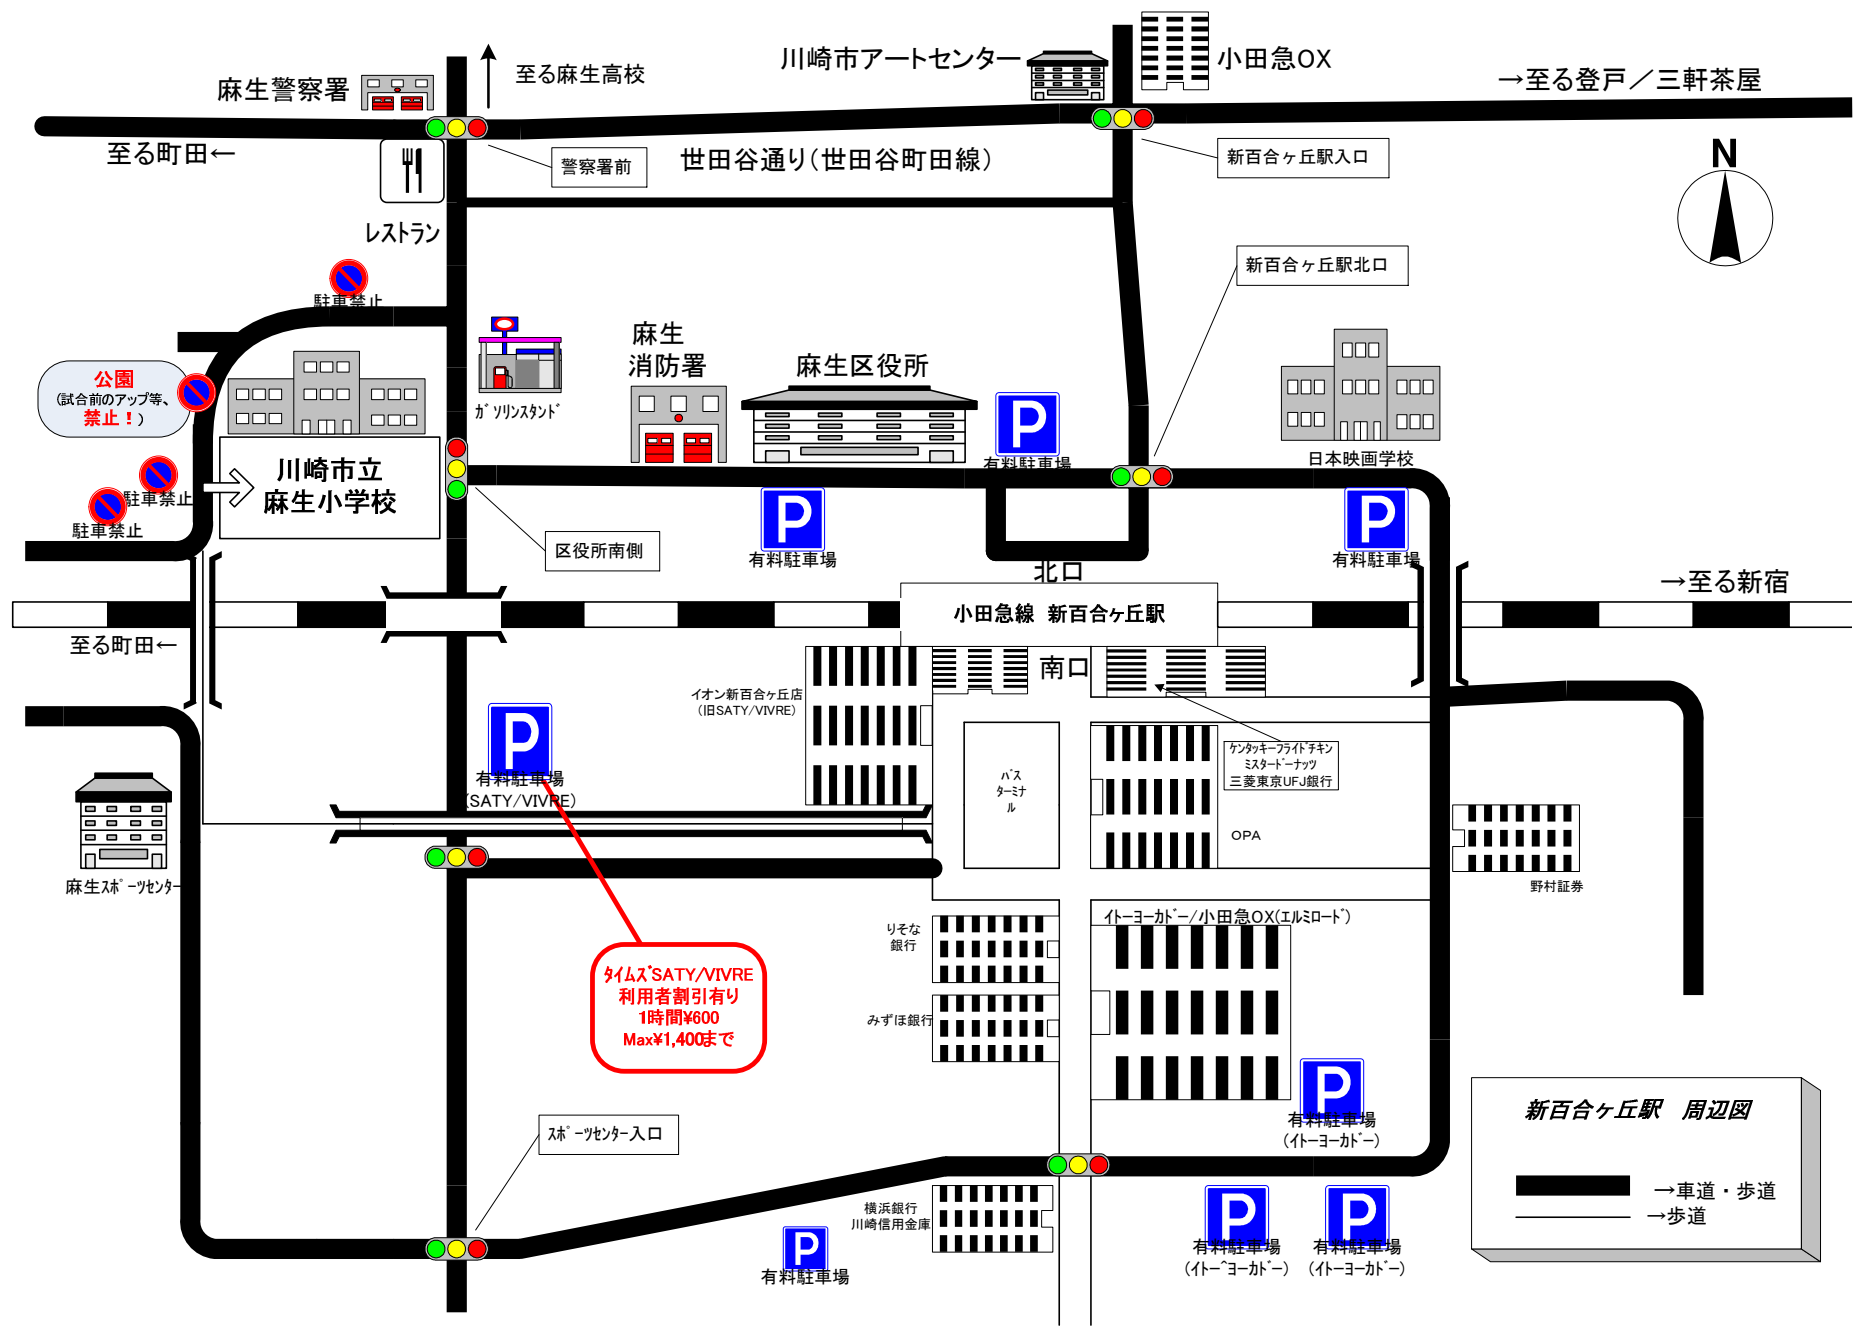 川崎市アートセンター
小田急OX
至る麻生高校
麻生警察署
→至る登戸／三軒茶屋
至る町田←
警察署前
世田谷通り(世田谷町田線)
新百合ヶ丘駅入口
N
レストラン
新百合ヶ丘駅北口
駐車禁止
麻生
消防署
麻生区役所
公園
(試合前のアップ等、
禁止！)
ｶﾞｿﾘﾝｽﾀﾝﾄﾞ
P
有料駐車場
日本映画学校
川崎市立
麻生小学校
駐車禁止
駐車禁止
P
有料駐車場
P
有料駐車場
区役所南側
北口
→至る新宿
小田急線 新百合ヶ丘駅
至る町田←
南口
イオン新百合ヶ丘店
(旧SATY/VIVRE)
P
有料駐車場
(SATY/VIVRE)
ｹﾝﾀｯｷｰﾌﾗｲﾄﾞﾁｷﾝ
ﾐｽﾀｰﾄﾞｰﾅｯﾂ
三菱東京UFJ銀行
ﾊﾞｽ
ﾀｰﾐﾅ
ﾙ
OPA
麻生ｽﾎﾟｰﾂｾﾝﾀｰ
野村証券
ｲﾄｰﾖｰｶﾄﾞｰ/小田急OX(ｴﾙﾐﾛｰﾄﾞ)
りそな
銀行
ﾀｲﾑｽﾞSATY/VIVRE
利用者割引有り
1時間¥600
Max¥1,400まで
みずほ銀行
P
有料駐車場
(ｲﾄｰﾖｰｶﾄﾞｰ)
ｽﾎﾟｰﾂｾﾝﾀｰ入口
新百合ヶ丘駅 周辺図
→車道・歩道
→歩道
横浜銀行
川崎信用金庫
P
有料駐車場
P
有料駐車場
(ｲﾄｰﾞﾖｰｶﾄﾞｰ)
P
有料駐車場
(ｲﾄｰﾖｰｶﾄﾞｰ)